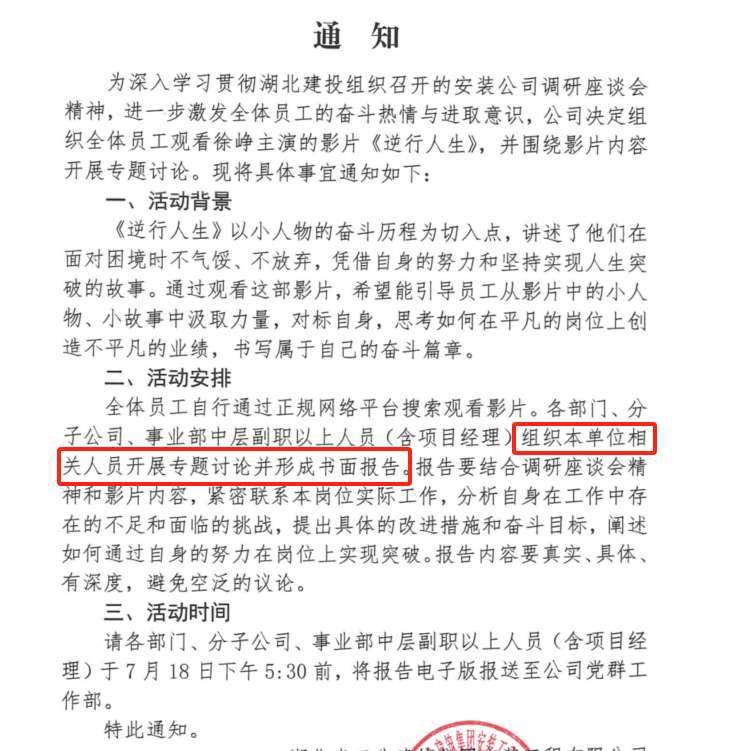 通 知
为深入学习贯彻湖北建投组织召开的安装公司调研座谈会
精神，进一步激发全体员工的奋斗热情与进取意识，公司决定组
织全体员工观看徐峥主演的影片《逆行人生》，并围绕影片内容
开展专题讨论。现将具体事宜通知如下：
一、活动背景
《逆行人生》以小人物的奋斗历程为切入点，讲述了他们在
面对困境时不气馁、不放弃，凭借自身的努力和坚持实现人生突
破的故事。通过观看这部影片，希望能引导员工从影片中的小人
物、小故事中汲取力量，对标自身，思考如何在平凡的岗位上创
造不平凡的业绩，书写属于自己的奋斗篇章。
二、活动安排
全体员工自行通过正规网络平台搜索观看影片。各部门、分
子公司、事业部中层副职以上人员（含项目经理）组织本单位相
关人员开展专题讨论并形成书面报告。报告要结合调研座谈会精
神和影片内容，紧密联系本岗位实际工作，分析自身在工作中存
在的不足和面临的挑战，提出具体的改进措施和奋斗目标，阐述
如何通过自身的努力在岗位上实现突破。报告内容要真实、具体、
有深度，避免空泛的议论。
三、活动时间
请各部门、分子公司、事业部中层副职以上人员（含项目经
理）于 7 月 18 日下午 5:30 前，将报告电子版报送至公司党群工
作部。
特此通知。